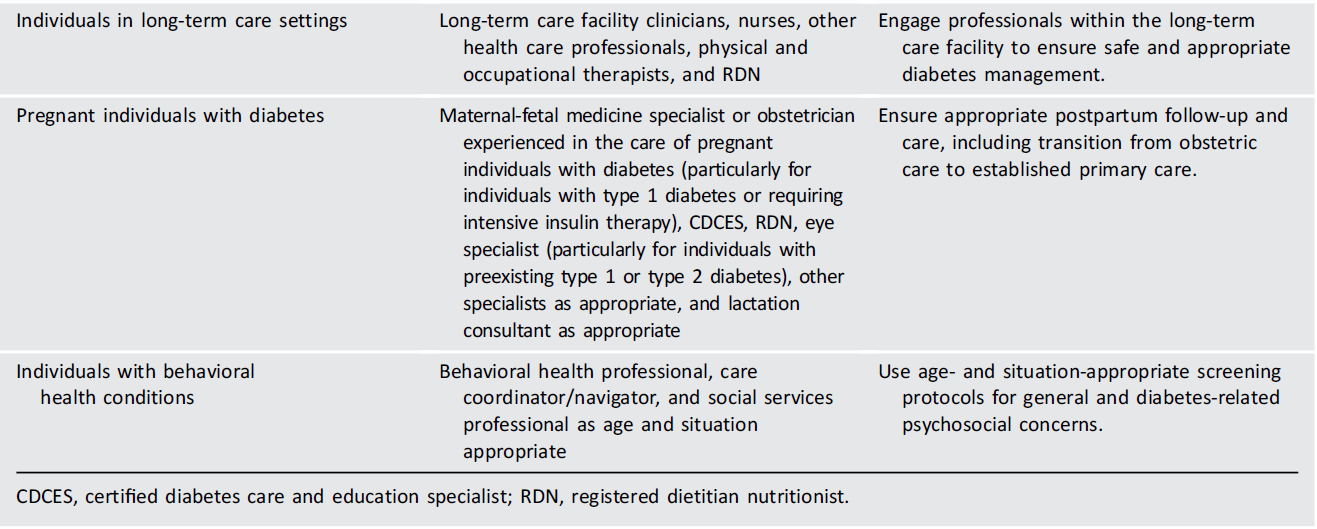 Individuals in long-term care settings
Long-term care facility clinicians, nurses, other
health care professionals, physical and
occupational therapists, and RDN
Engage professionals within the long-term
care facility to ensure safe and appropriate
diabetes management.
Pregnant individuals with diabetes
Maternal-fetal medicine specialist or obstetrician
experienced in the care of pregnant
individuals with diabetes (particularly for
individuals with type 1 diabetes or requiring
intensive insulin therapy), CDCES, RDN, eye
specialist (particularly for individuals with
preexisting type 1 or type 2 diabetes), other
specialists as appropriate, and lactation
consultant as appropriate
Ensure appropriate postpartum follow-up and
care, including transition from obstetric
care to established primary care.
Individuals with behavioral
health conditions
Behavioral health professional, care
coordinator/navigator, and social services
professional as age and situation
appropriate
Use age- and situation-appropriate screening
protocols for general and diabetes-related
psychosocial concerns.
CDCES, certified diabetes care and education specialist; RDN, registered dietitian nutritionist.